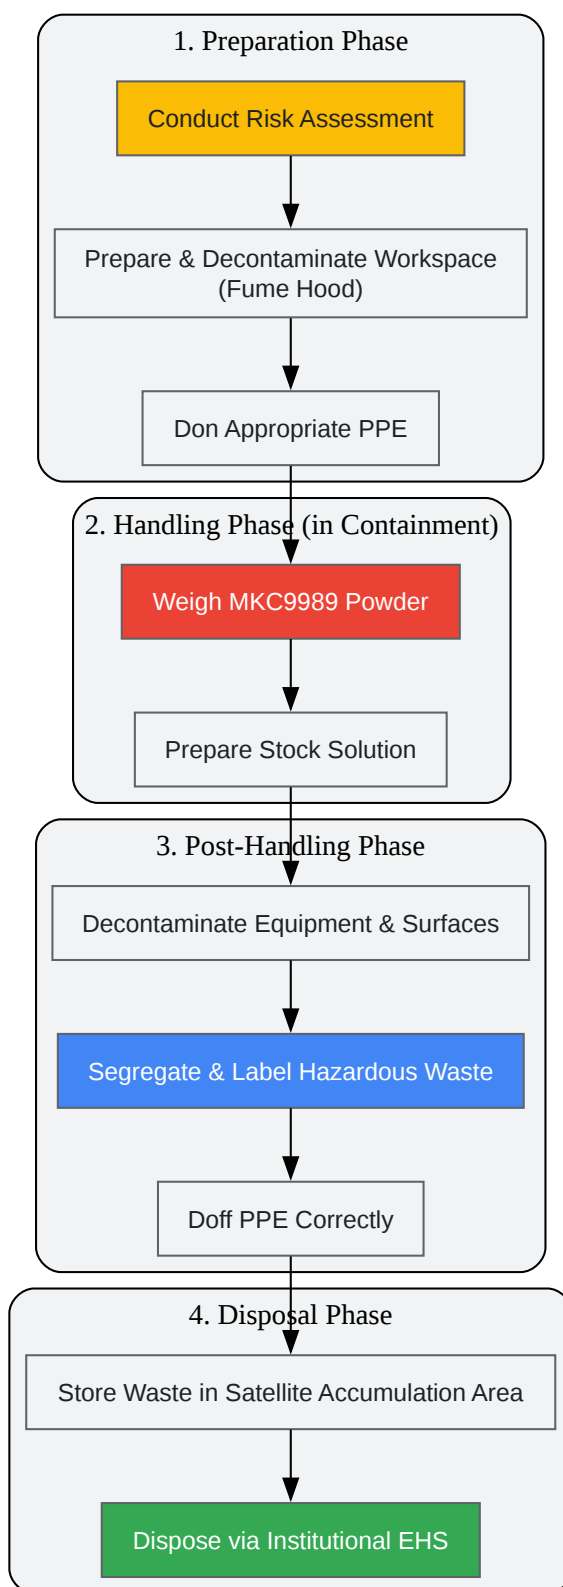 1. Preparation Phase
Conduct Risk Assessment
Prepare & Decontaminate Workspace
(Fume Hood)
Don Appropriate PPE
2. Handling Phase (in Containment)
Weigh MKC9989 Powder
Prepare Stock Solution
3. Post-Handling Phase
Decontaminate Equipment & Surfaces
Segregate & Label Hazardous Waste
Doff PPE Correctly
4. Disposal Phase
Store Waste in Satellite Accumulation Area
Dispose via Institutional EHS